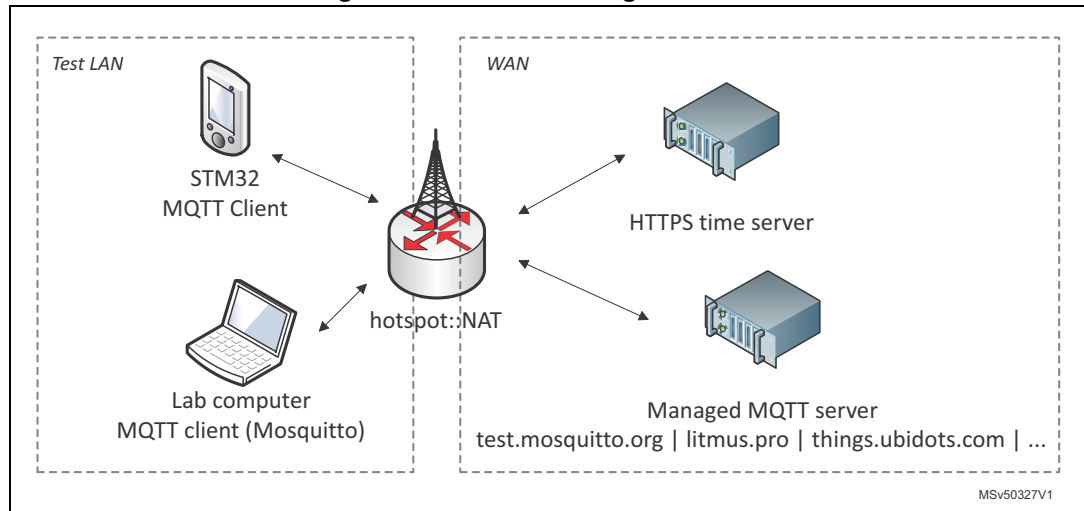 Test LAN
WAN
STM32
MQTT Client
HTTPS time server
hotspot::NAT
Lab computer
MQTT client (Mosquitto)
Managed MQTT server
test.mosquitto.org | litmus.pro | things.ubidots.com | ...
MSv50327V1